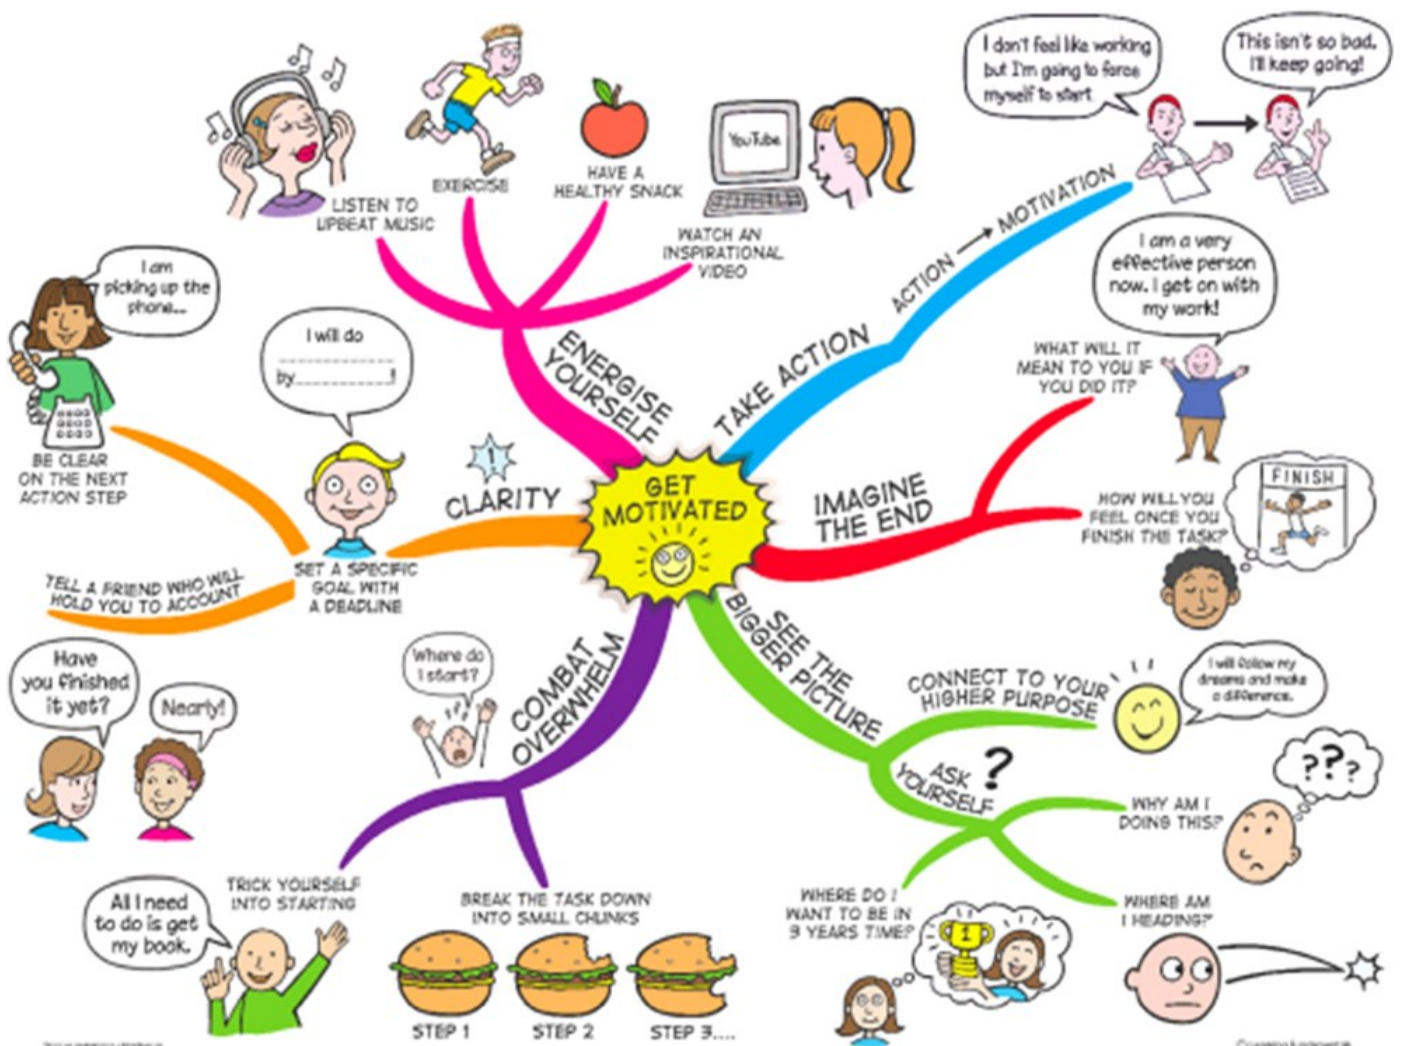 GET
MOTIVATED
ENERGISE
YOURSELF
LISTEN TO
UPBEAT MUSIC
EXERCISE
HAVE A
HEALTHY SNACK
WATCH AN
INSPIRATIONAL
VIDEO
YouTube
TAKE ACTION
ACTION → MOTIVATION
I don't feel like working
but I'm going to force
myself to start
This isn't so bad,
I'll keep going!
IMAGINE
THE END
WHAT WILL IT
MEAN TO YOU IF
YOU DID IT?
I am a very
effective person
now. I get on with
my work!
HOW WILL YOU
FEEL ONCE YOU
FINISH THE TASK?
FINISH
SEE THE
BIGGER PICTURE
CONNECT TO YOUR
HIGHER PURPOSE
I will follow my
dreams and make
a difference.
ASK
YOURSELF
?
WHY AM I
DOING THIS?
???
WHERE AM
I HEADING?
WHERE DO I
WANT TO BE IN
YEARS TIME?
1
COMBAT
OVERWHELM
Where do
I start?
BREAK THE TASK DOWN
INTO SMALL CHUNKS
STEP 1
STEP 2
STEP 3....
TRICK YOURSELF
INTO STARTING
All I need
to do is get
my book.
CLARITY
!
SET A SPECIFIC
GOAL WITH
A DEADLINE
I will do
by !
BE CLEAR
ON THE NEXT
ACTION STEP
I am
picking up the
phone...
TELL A FRIEND WHO WILL
HOLD YOU TO ACCOUNT
Have
you finished
it yet?
Nearly!